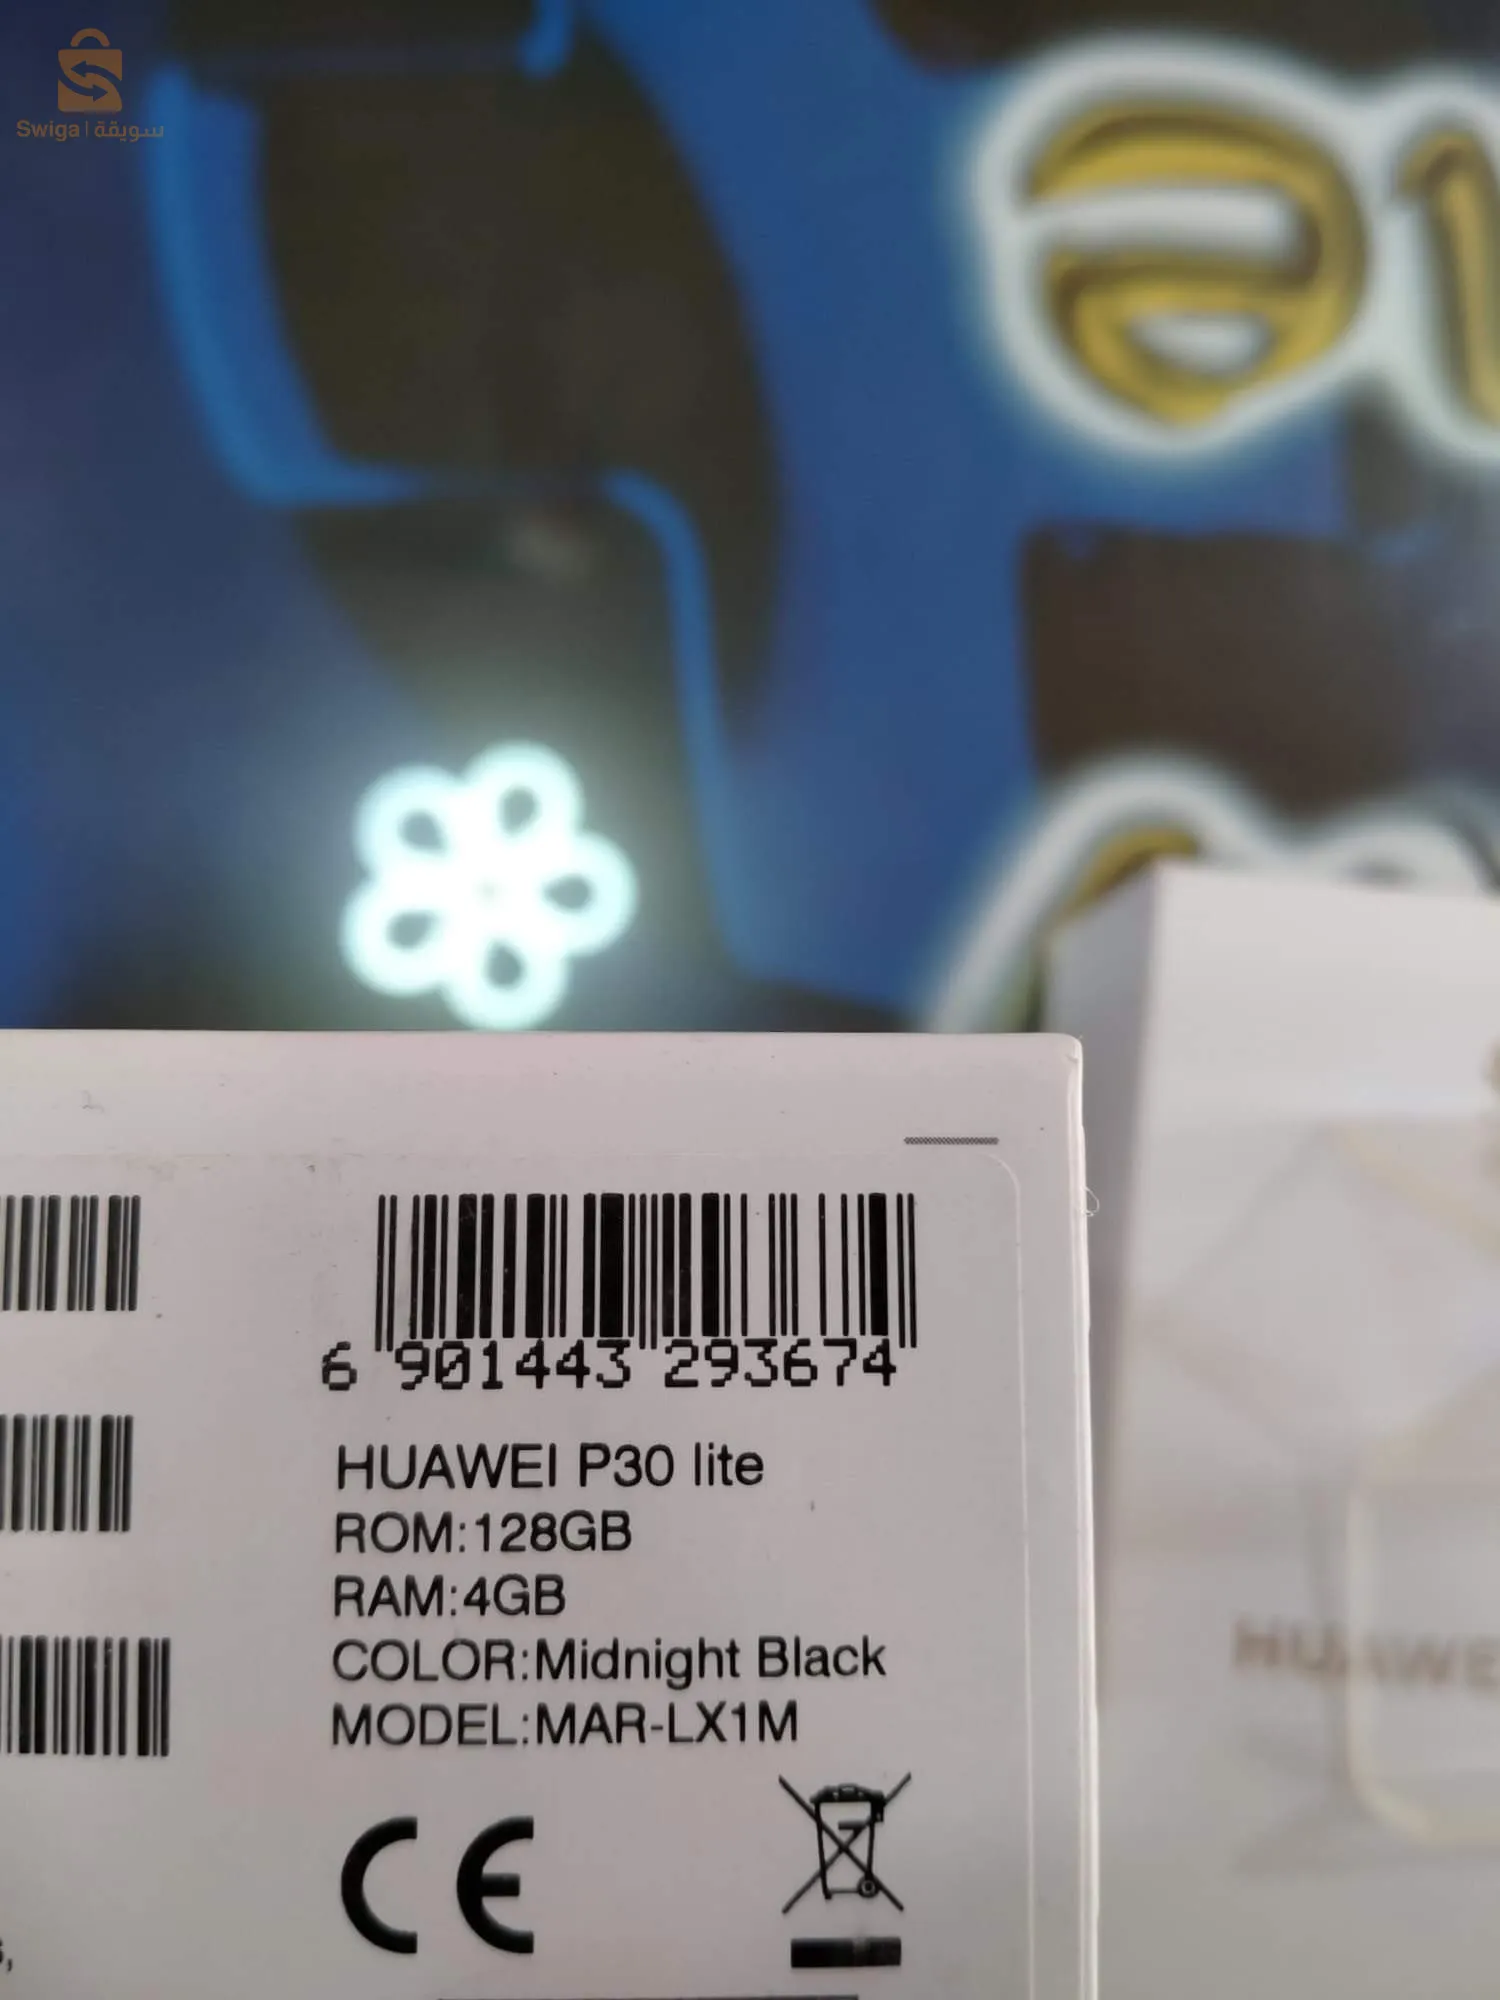 Swiga | سويقة
6 901443 293674
HUAWEI P30 lite
ROM:128GB
RAM:4GB
COLOR:Midnight Black
MODEL:MAR-LX1M
CE
HUAWE